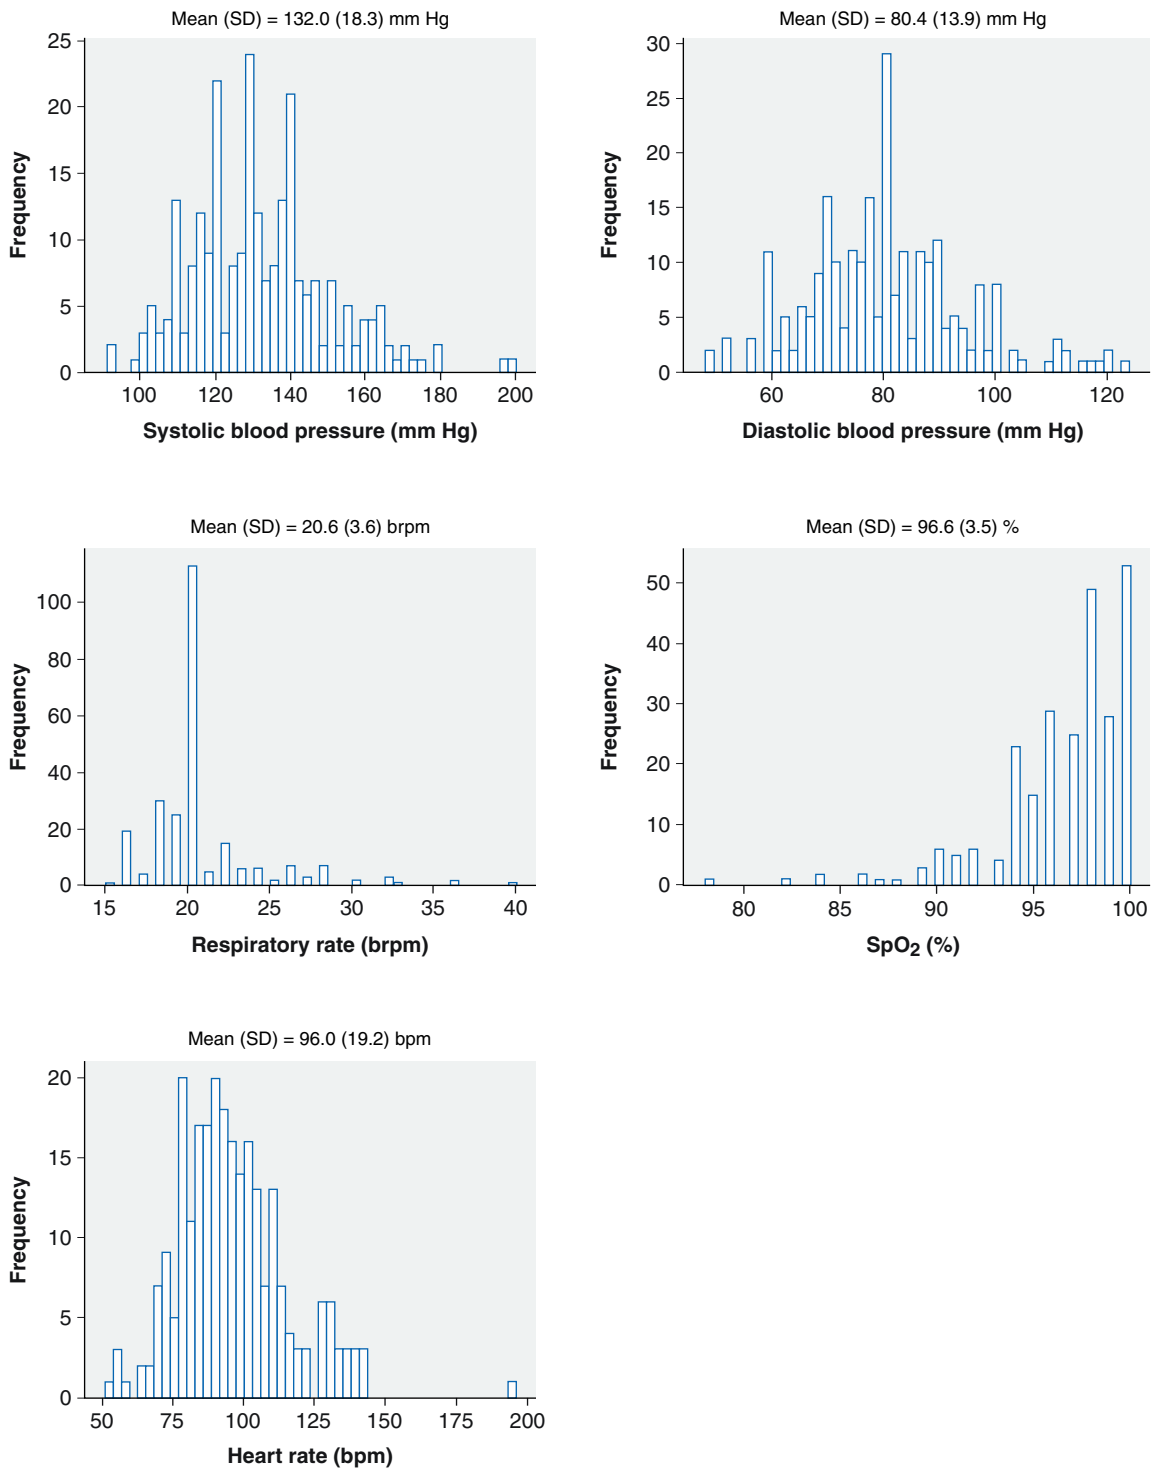 Mean (SD) = 132.0 (18.3) mm Hg
25
20
15
10
5
0
Frequency
100 120 140 160 180 200
Systolic blood pressure (mm Hg)
Mean (SD) = 80.4 (13.9) mm Hg
30
25
20
15
10
5
0
Frequency
60 80 100 120
Diastolic blood pressure (mm Hg)
Mean (SD) = 20.6 (3.6) brpm
100
80
60
40
20
0
Frequency
15 20 25 30 35 40
Respiratory rate (brpm)
Mean (SD) = 96.6 (3.5) %
50
40
30
20
10
0
Frequency
80 85 90 95 100
SpO2 (%)
Mean (SD) = 96.0 (19.2) bpm
20
15
10
5
0
Frequency
50 75 100 125 150 175 200
Heart rate (bpm)